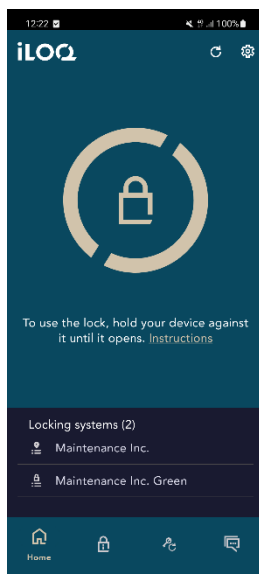 12:22 100%
iLOQ
To use the lock, hold your device against
it until it opens. Instructions
Locking systems (2)
Maintenance Inc.
Maintenance Inc. Green
Home